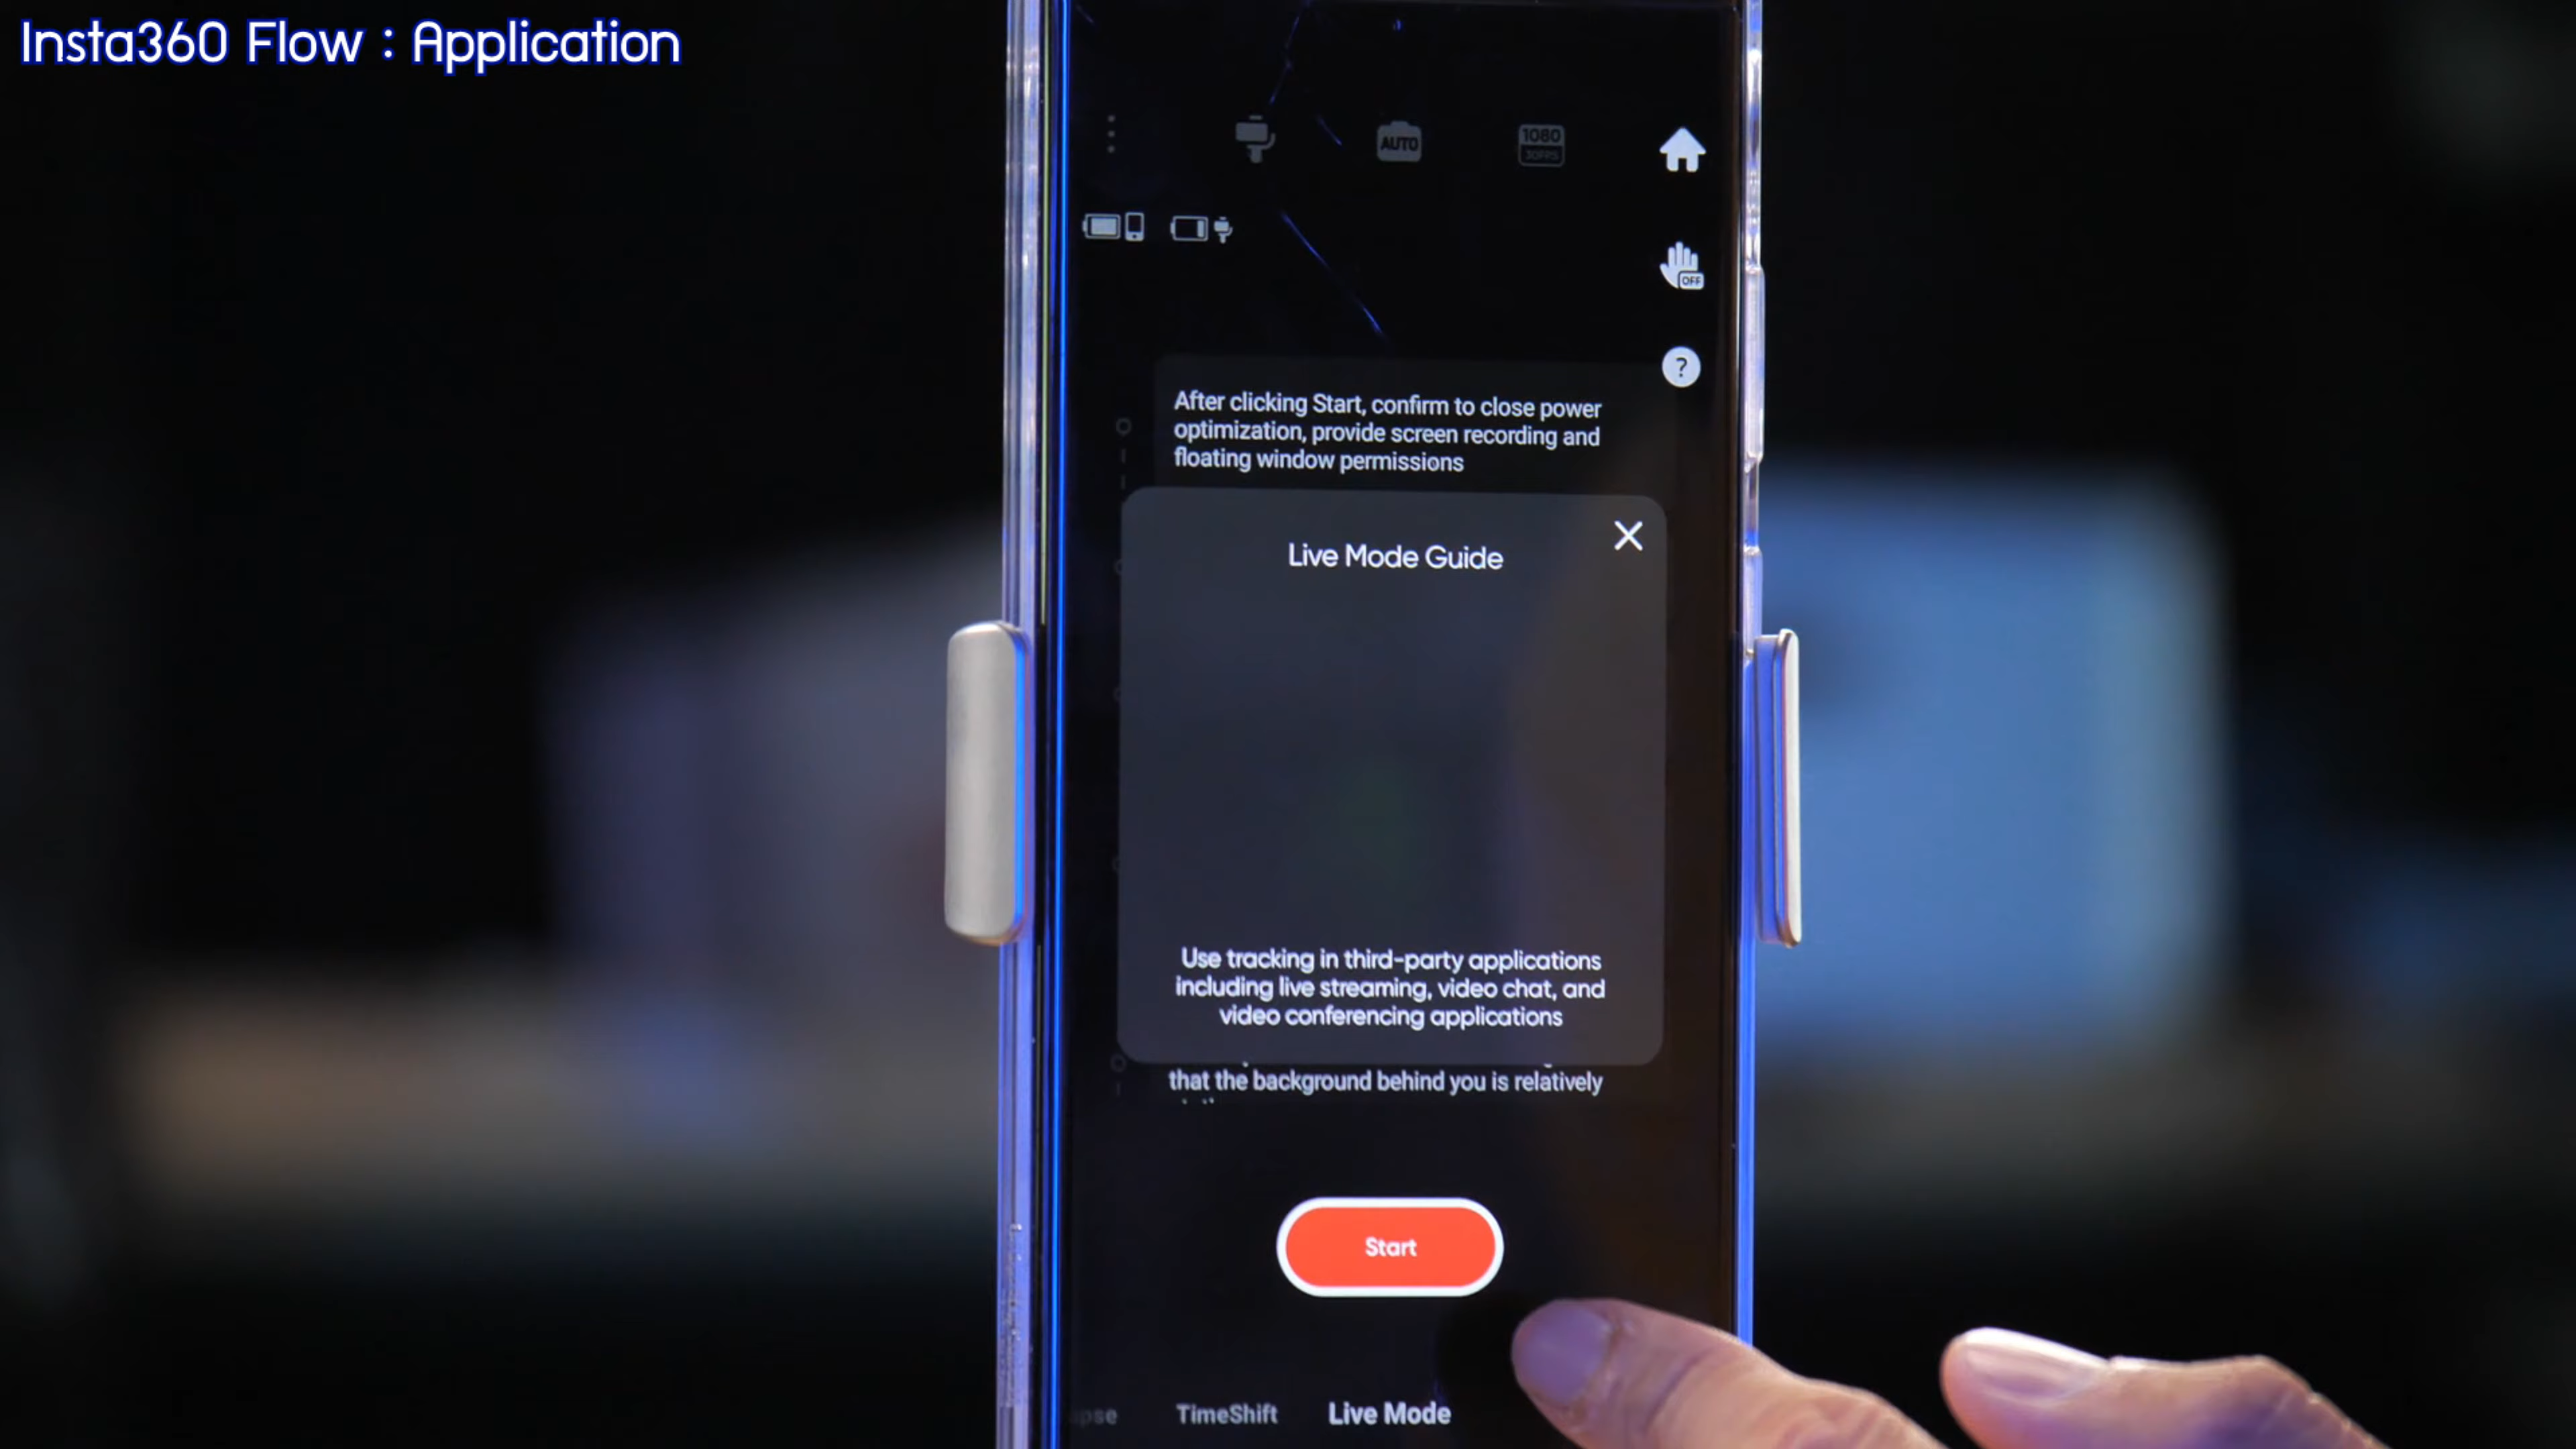 Insta360 Flow : Application
AUTO
1080
30FPS
OFF
?
After clicking Start, confirm to close power
optimization, provide screen recording and
floating window permissions
Live Mode Guide
Use tracking in third-party applications
including live streaming, video chat, and
video conferencing applications
that the background behind you is relatively
Start
TimeShift
Live Mode